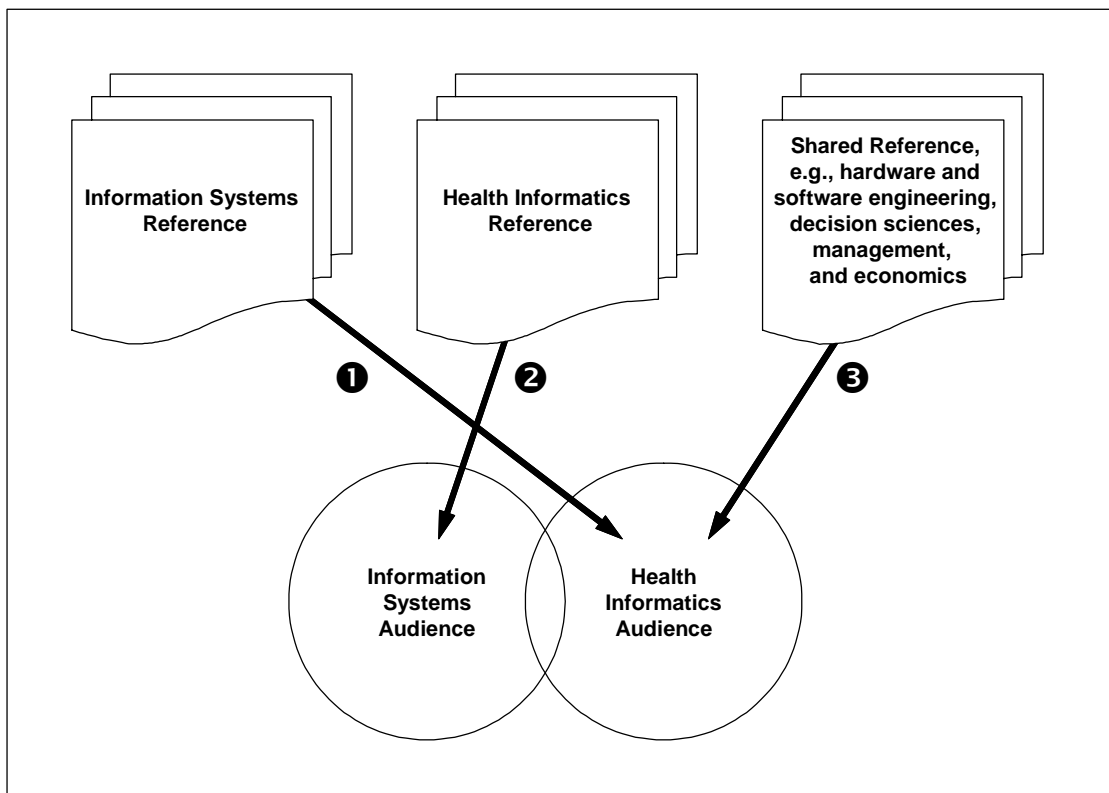 Information Systems
Reference
Health Informatics
Reference
Shared Reference,
e.g., hardware and
software engineering,
decision sciences,
management,
and economics
❶
❷
❸
Information
Systems
Audience
Health
Informatics
Audience